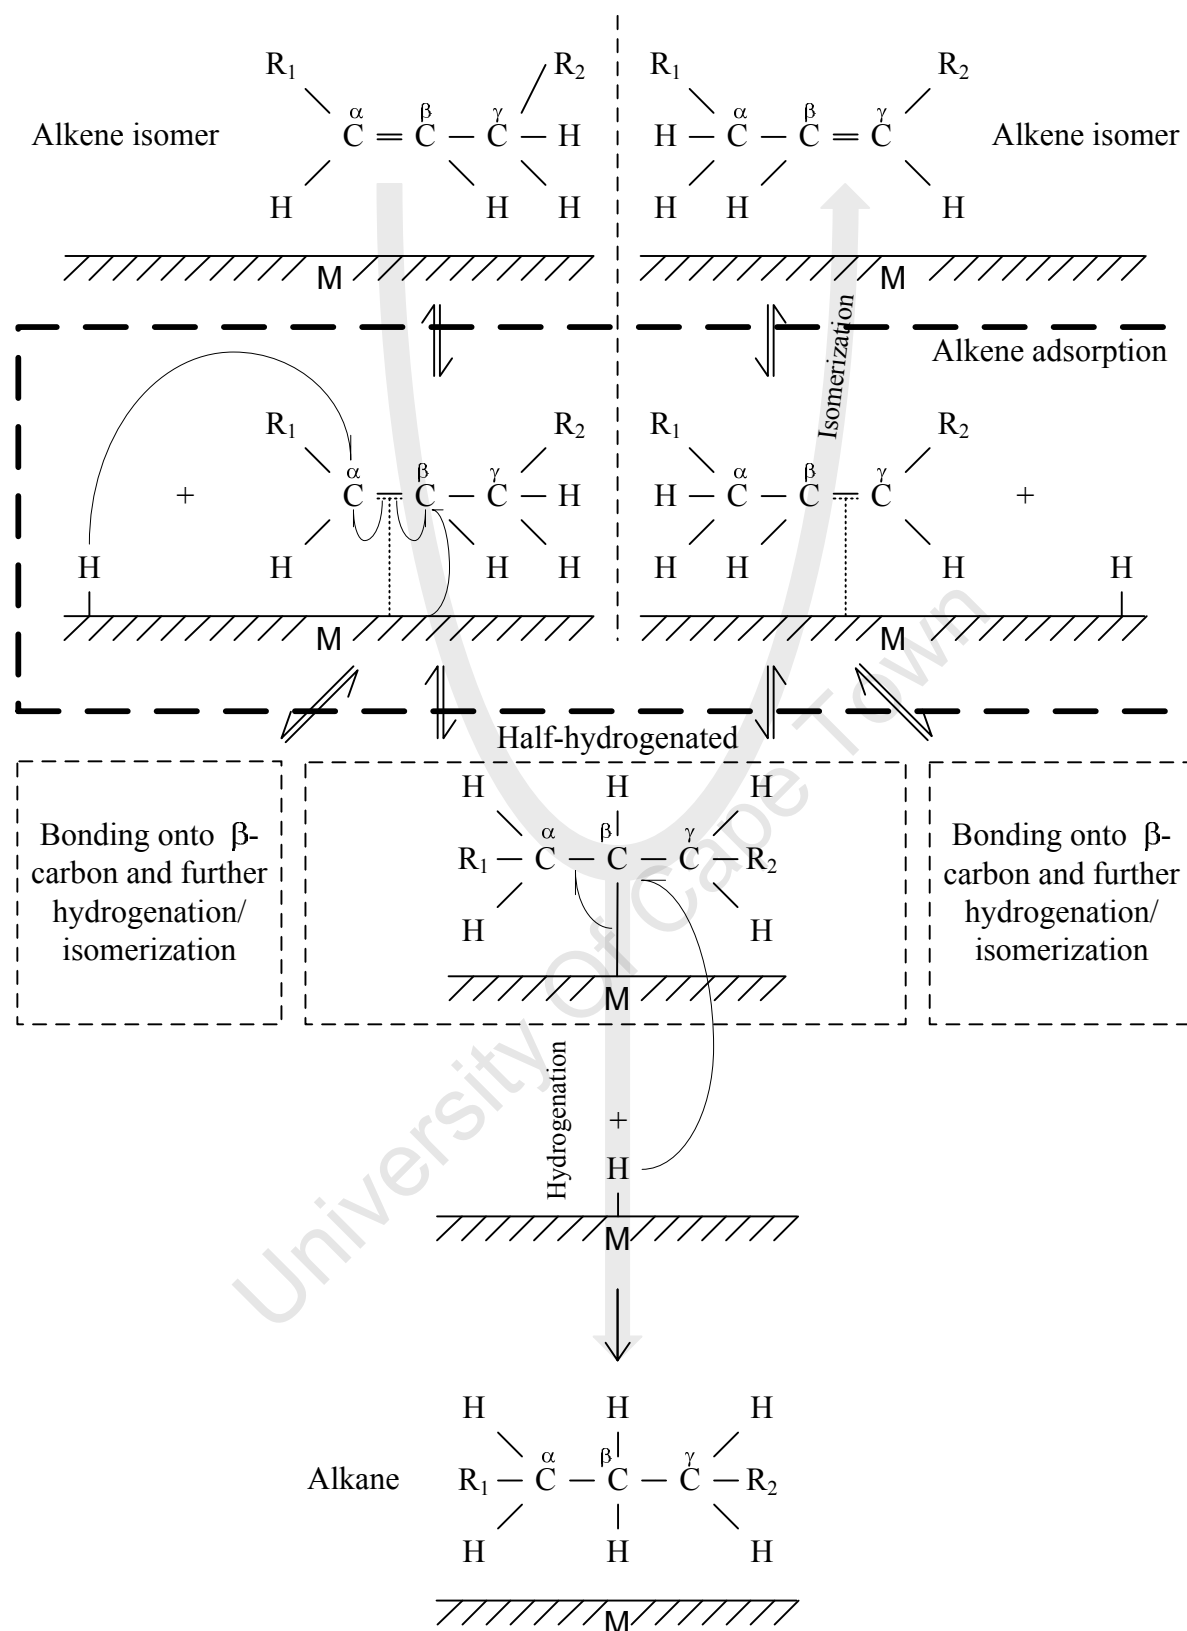 R₁ R₂ R₁ R₂
α β γ α β γ
Alkene isomer C = C — C — H H — C — C = C Alkene isomer
H H H H H H
M M
Alkene adsorption
Isomerization
R₁ R₂ R₁ R₂
α β γ α β γ
+ C = C — C — H H — C — C = C +
H H H H H H H H
M M
Half-hydrogenated
H H H
Bonding onto β-
carbon and further
hydrogenation/
isomerization
α β γ
R₁ — C — C — C — R₂
H H
M
Bonding onto β-
carbon and further
hydrogenation/
isomerization
Hydrogenation
+
H
M
H H H
α β γ
Alkane R₁ — C — C — C — R₂
H H H
M
University Of Cape Town